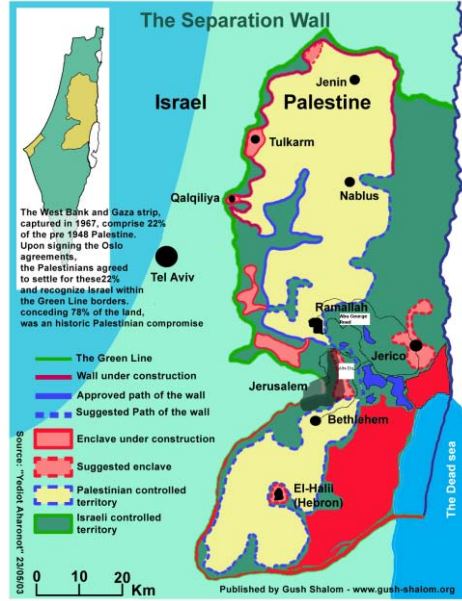 The Separation Wall
Israel
Palestine
Jenin
Tulkarm
Nablus
Qalqiliya
Tel Aviv
The West Bank and Gaza strip,
captured in 1967, comprise 22%
of the pre 1948 Palestine.
Upon signing the Oslo
agreements,
the Palestinians agreed
to settle for these22%
and recognize Israel within
the Green Line borders.
conceding 78% of the land,
was an historic Palestinian compromise
Ramallah
Road
Jerico
Jerusalem
Bethlehem
El-Halil
(Hebron)
The Dead sea
The Green Line
Wall under construction
Approved path of the wall
Suggested Path of the wall
Enclave under construction
Suggested enclave
Palestinian controlled
territory
Israeli controlled
territory
Source: "Yediot Aharonot" 23/05/03
0 10 20
Km
Published by Gush Shalom - www.gush-shalom.org